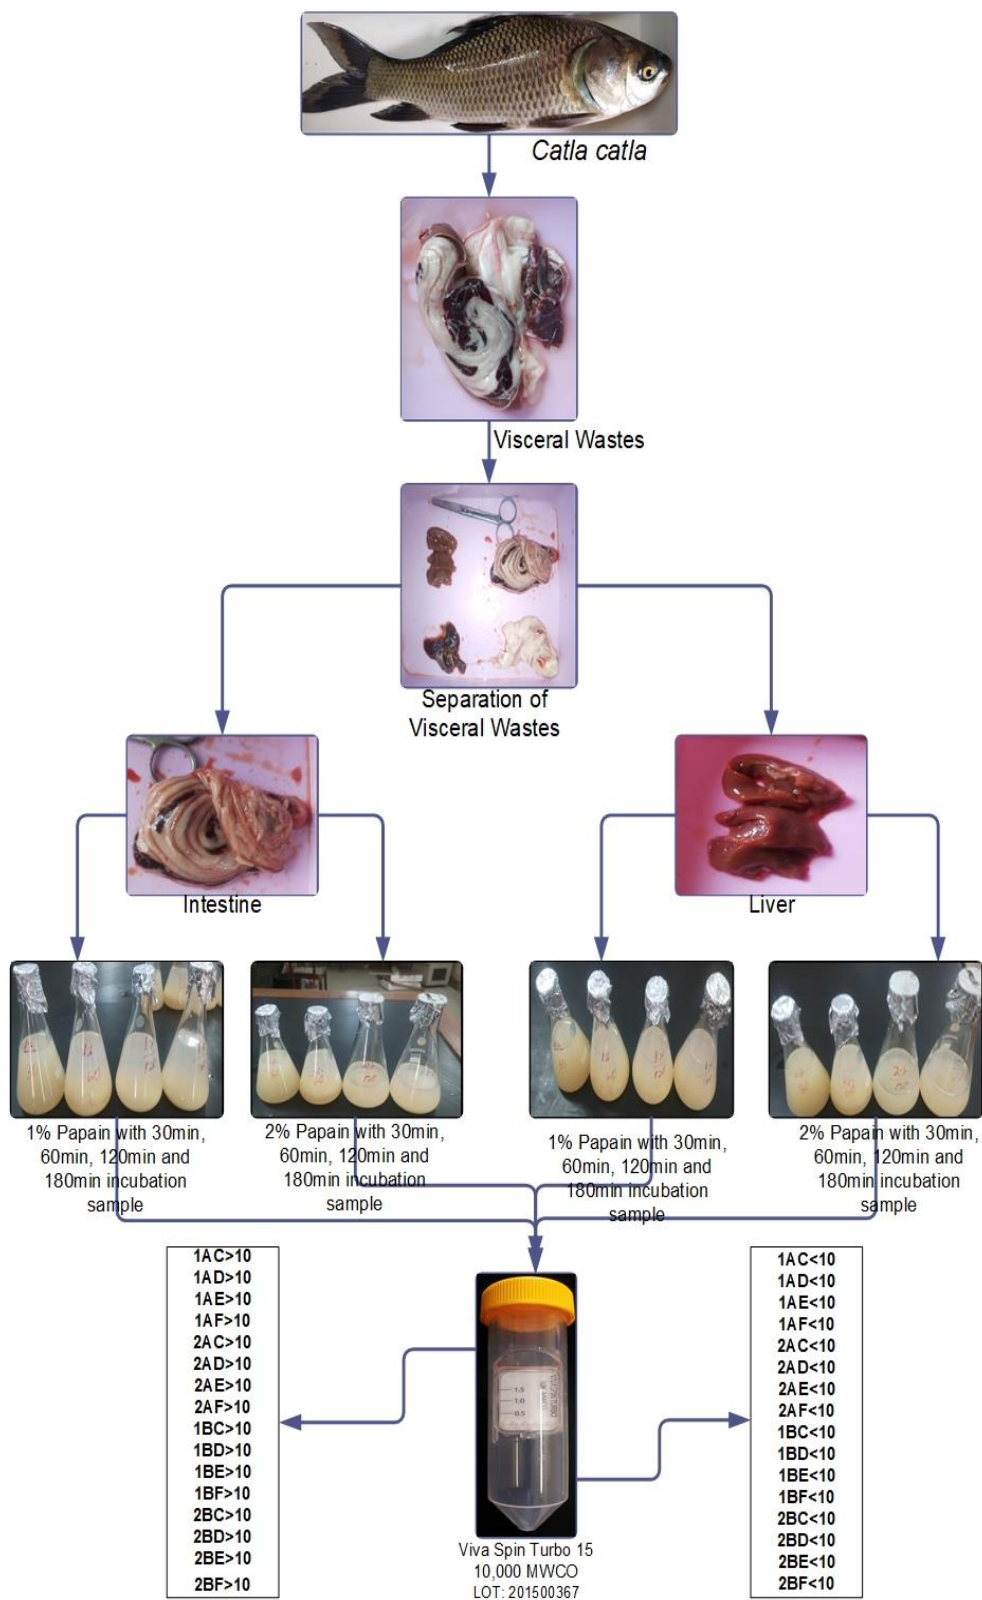 Catla catla
Visceral Wastes
Separation of
Visceral Wastes
Intestine
Liver
1% Papain with 30min,
60min, 120min and
180min incubation
sample
2% Papain with 30min,
60min, 120min and
180min incubation
sample
1% Papain with 30min,
60min, 120min and
180min incubation
sample
2% Papain with 30min,
60min, 120min and
180min incubation
sample
1AC>10
1AD>10
1AE>10
1AF>10
2AC>10
2AD>10
2AE>10
2AF>10
1BC>10
1BD>10
1BE>10
1BF>10
2BC>10
2BD>10
2BE>10
2BF>10
1.5
1.0
0.5
Viva Spin Turbo 15
10,000 MWCO
LOT: 201500367
1AC<10
1AD<10
1AE<10
1AF<10
2AC<10
2AD<10
2AE<10
2AF<10
1BC<10
1BD<10
1BE<10
1BF<10
2BC<10
2BD<10
2BE<10
2BF<10